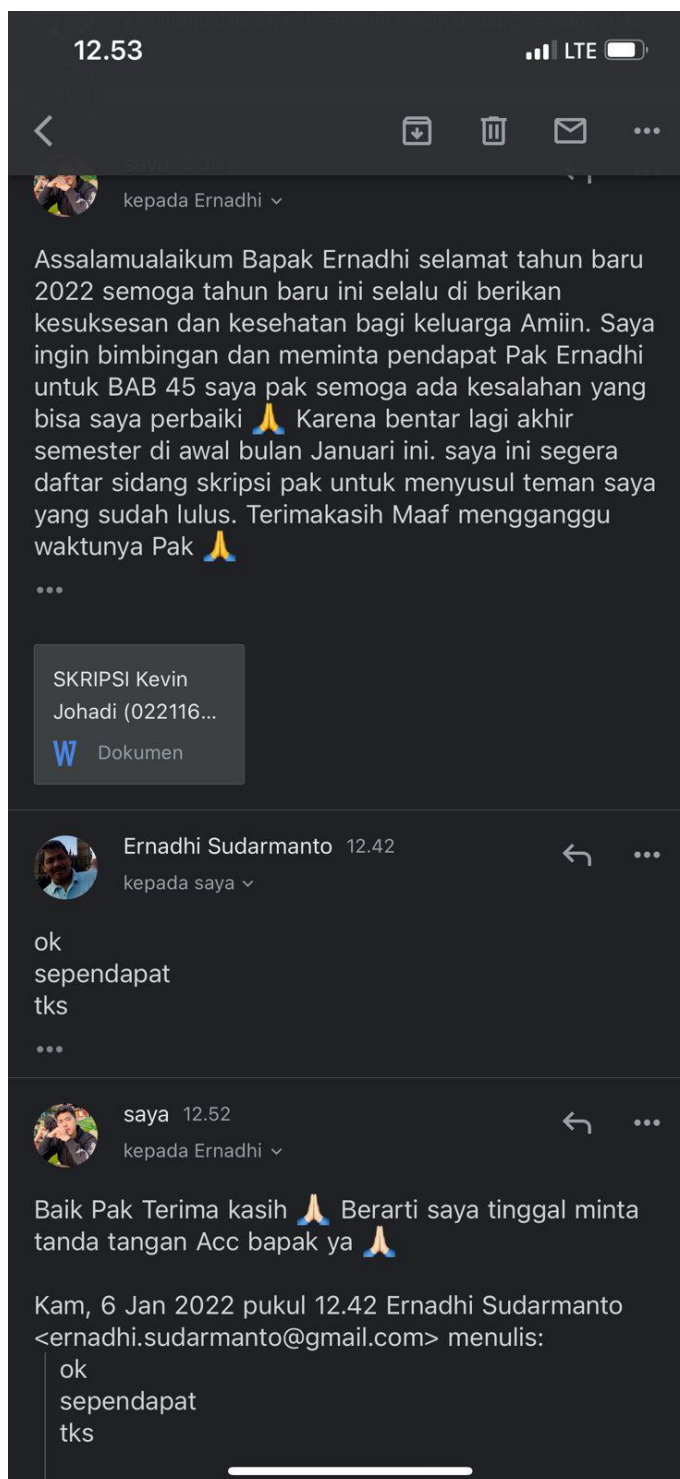 12.53
LTE
kepada Ernadhi
Assalamualaikum Bapak Ernadhi selamat tahun baru
2022 semoga tahun baru ini selalu di berikan
kesuksesan dan kesehatan bagi keluarga Amiin. Saya
ingin bimbingan dan meminta pendapat Pak Ernadhi
untuk BAB 45 saya pak semoga ada kesalahan yang
bisa saya perbaiki 🙏 Karena bentar lagi akhir
semester di awal bulan Januari ini. saya ini segera
daftar sidang skripsi pak untuk menyusul teman saya
yang sudah lulus. Terimakasih Maaf mengganggu
waktunya Pak 🙏
SKRIPSI Kevin
Johadi (022116...
W Dokumen
Ernadhi Sudarmanto 12.42
kepada saya
ok
sependapat
tks
saya 12.52
kepada Ernadhi
Baik Pak Terima kasih 🙏🏻 Berarti saya tinggal minta
tanda tangan Acc bapak ya 🙏🏻
Kam, 6 Jan 2022 pukul 12.42 Ernadhi Sudarmanto
<ernadhi.sudarmanto@gmail.com> menulis:
ok
sependapat
tks